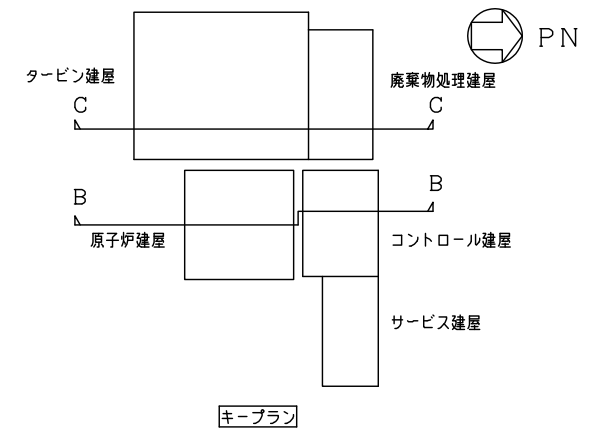 PN
タービン建屋
廃棄物処理建屋
C
C
B
B
原子炉建屋
コントロール建屋
サービス建屋
キープラン